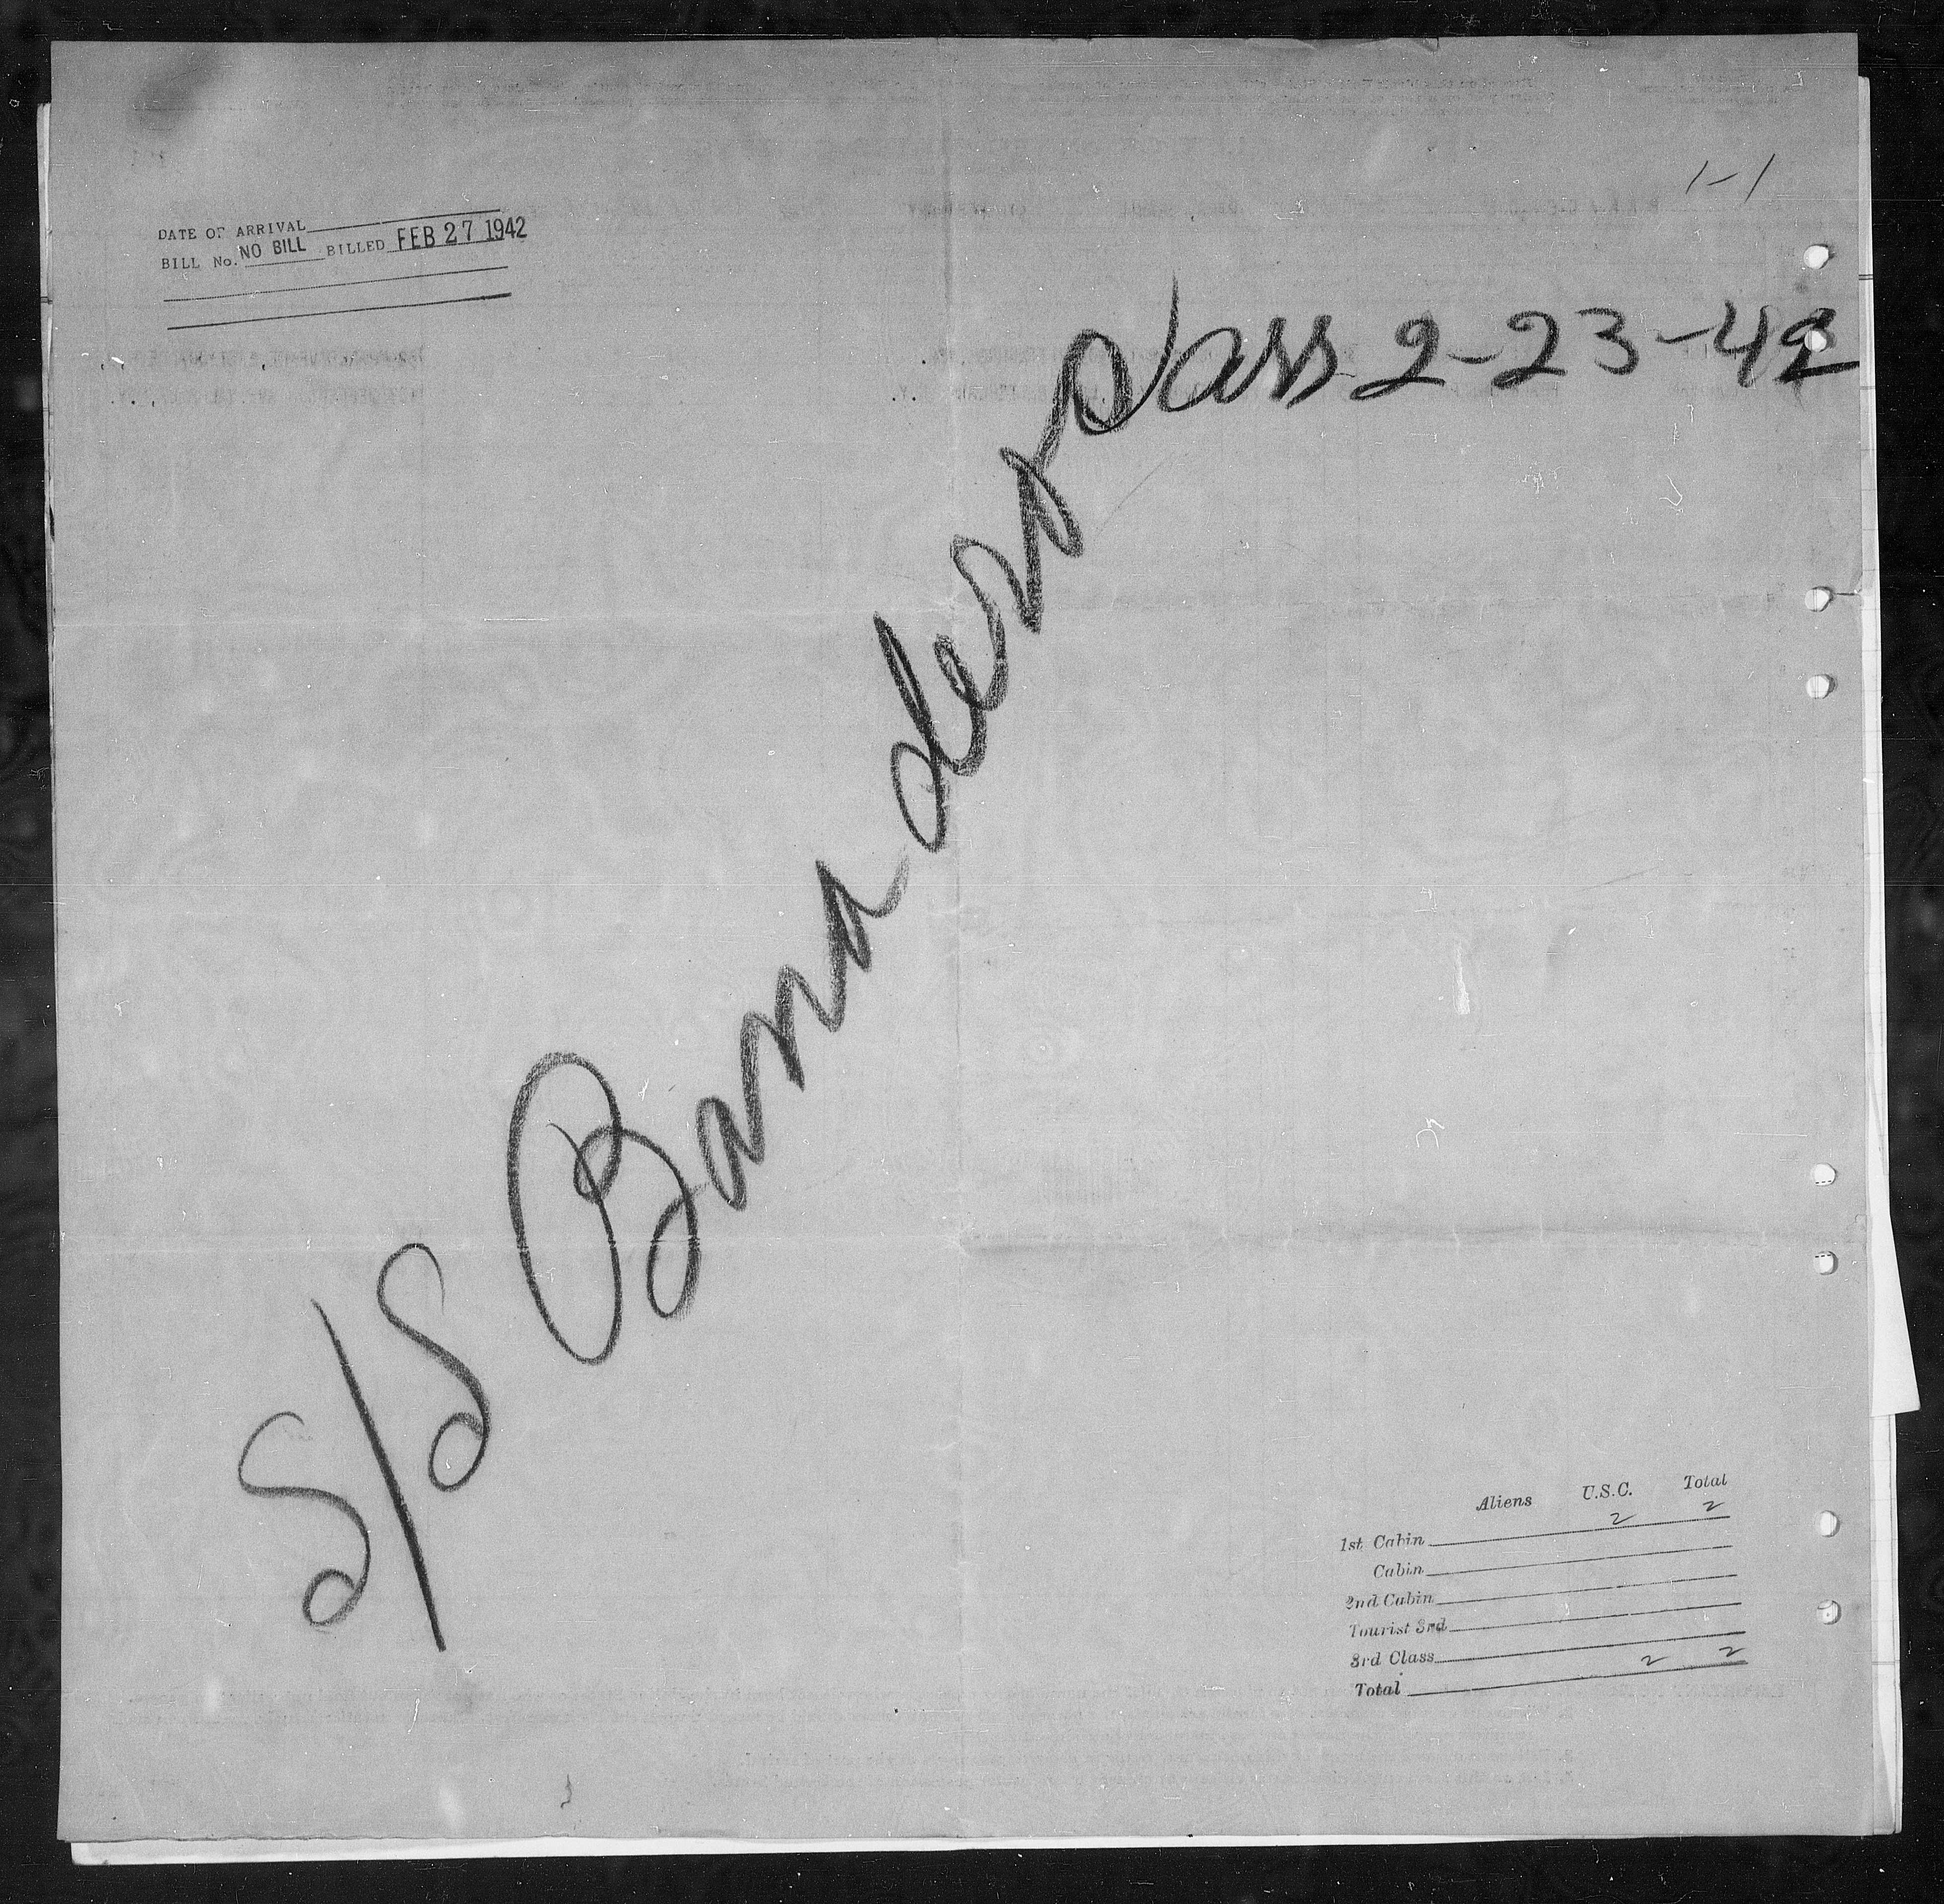 1-1
DATE OF ARRIVAL
BILL No. NO BILL BILLED FEB 27 1942
S/S Banaderos 2-23-42
Aliens U.S.C. Total
1st Cabin 2 2
Cabin
2nd Cabin
Tourist 3rd
3rd Class
Total 2 2